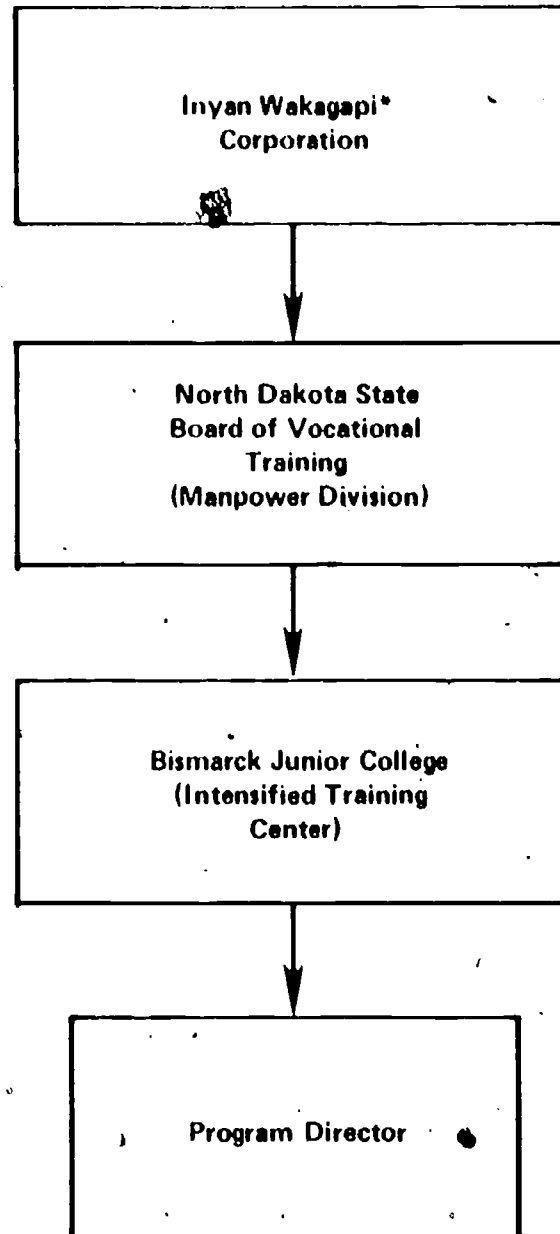 Inyan Wakagapi*
Corporation
North Dakota State
Board of Vocational
Training
(Manpower Division)
Bismarck Junior College
(Intensified Training
Center)
Program Director